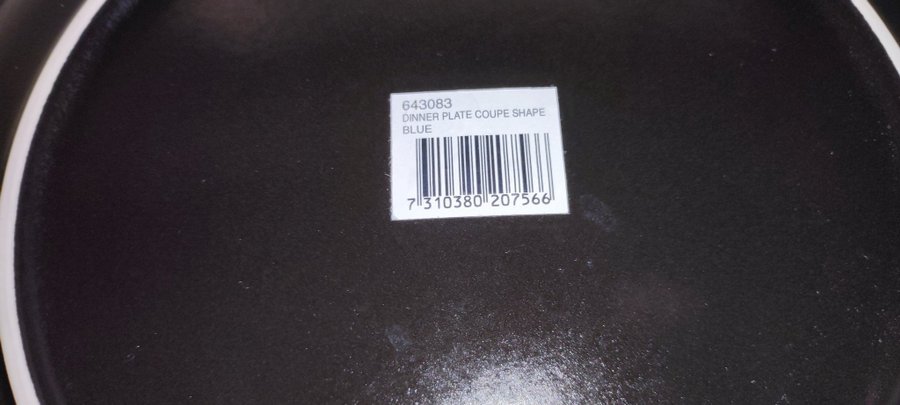 643083
DINNER PLATE COUPE SHAPE
BLUE
7 310380 207566